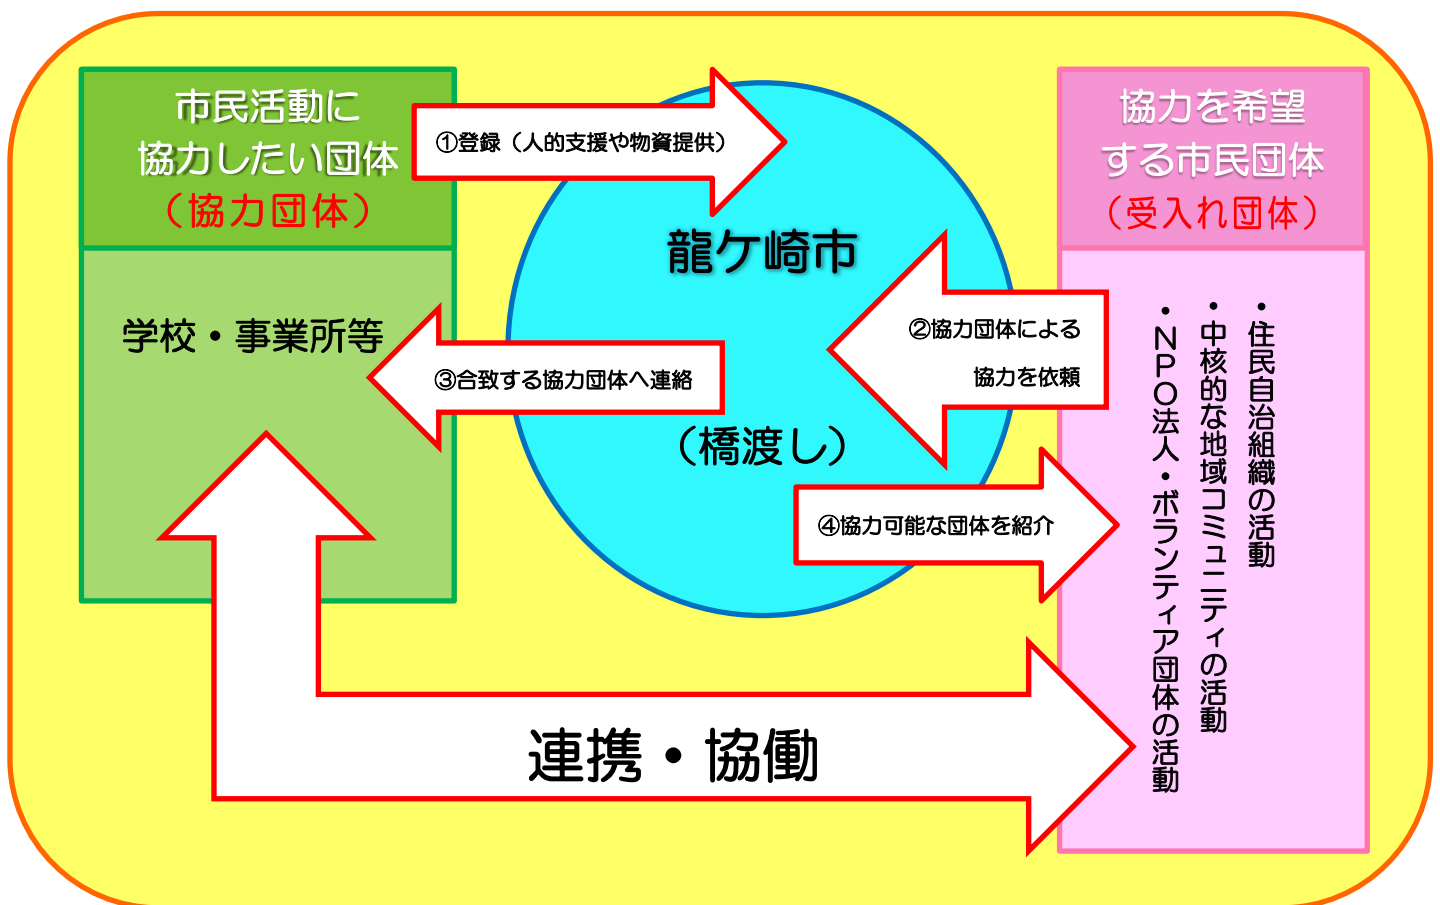 市民活動に
協力したい団体
（協力団体）
学校・事業所等
①登録（人的支援や物資提供）
龍ケ崎市
（橋渡し）
②協力団体による
協力を依頼
③合致する協力団体へ連絡
④協力可能な団体を紹介
協力を希望
する市民団体
（受入れ団体）
・住民自治組織の活動
・中核的な地域コミュニティの活動
・ＮＰＯ法人・ボランティア団体の活動
連携・協働